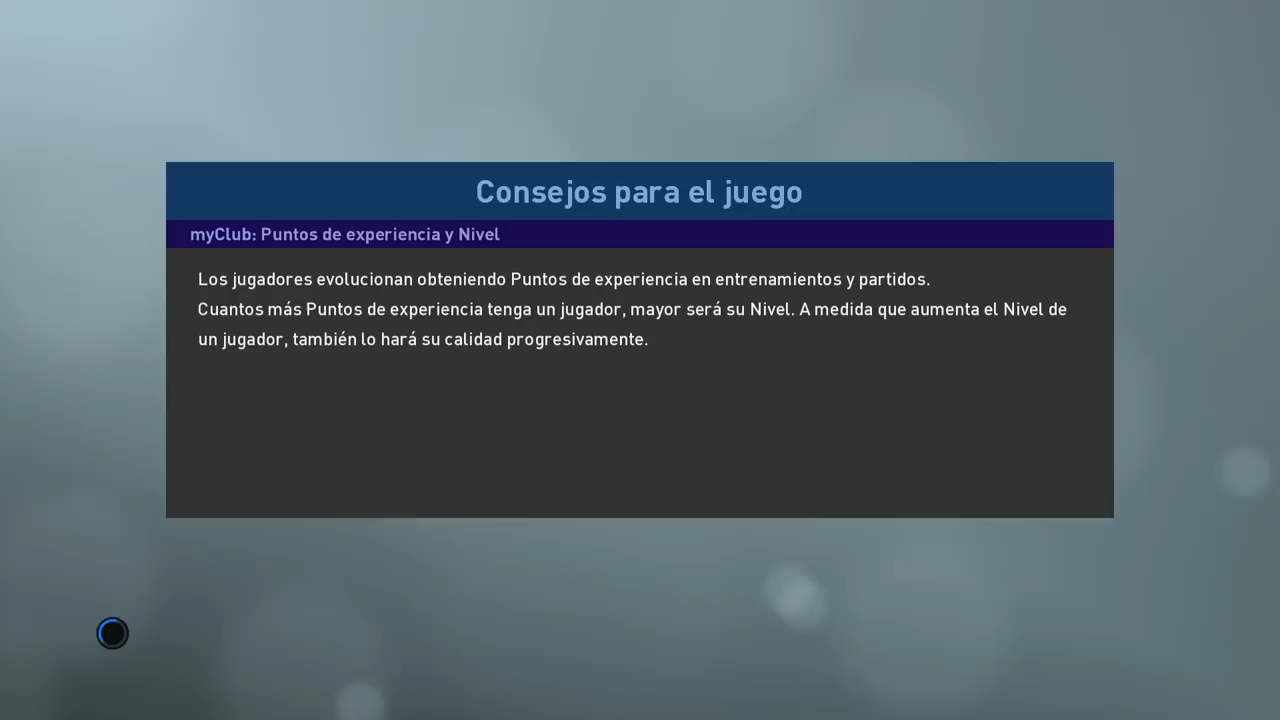 Consejos para el juego
myClub: Puntos de experiencia y Nivel
Los jugadores evolucionan obteniendo Puntos de experiencia en entrenamientos y partidos.
Cuantos más Puntos de experiencia tenga un jugador, mayor será su Nivel. A medida que aumenta el Nivel de
un jugador, también lo hará su calidad progresivamente.